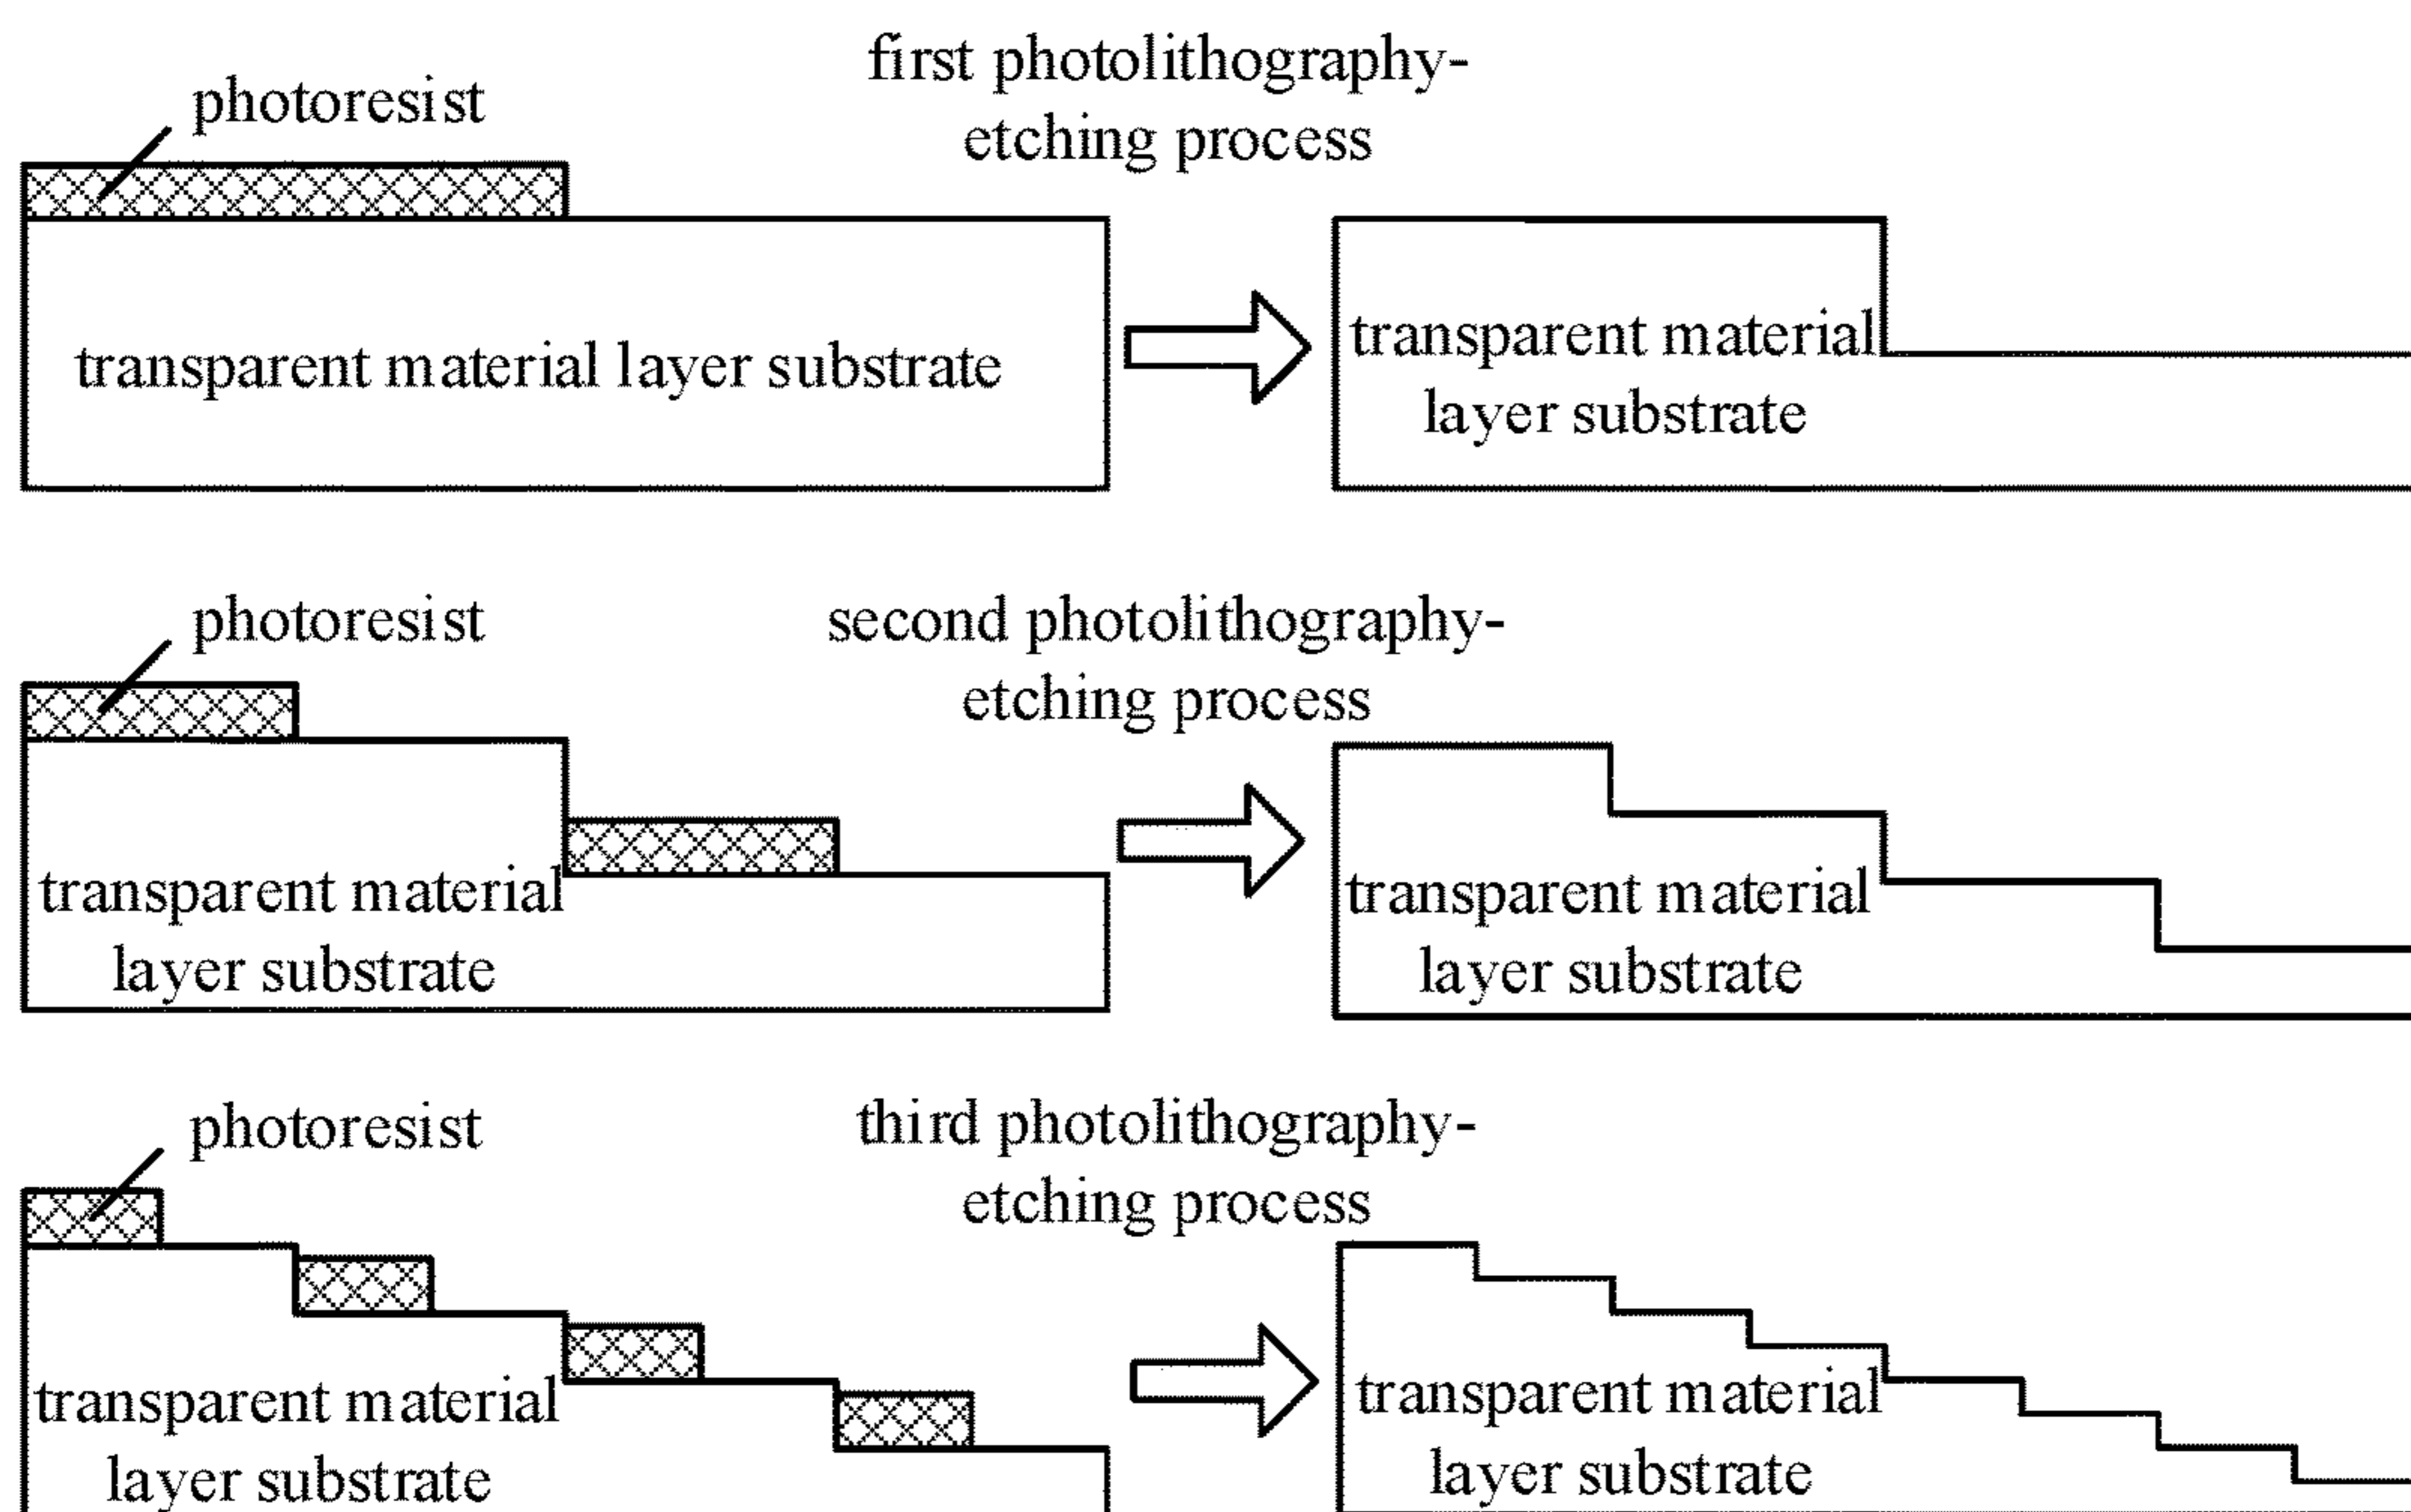 first photolithography-
etching process
photoresist
transparent material layer substrate
transparent material
layer substrate
second photolithography-
etching process
photoresist
transparent material
layer substrate
transparent material
layer substrate
third photolithography-
etching process
photoresist
transparent material
layer substrate
transparent material
layer substrate